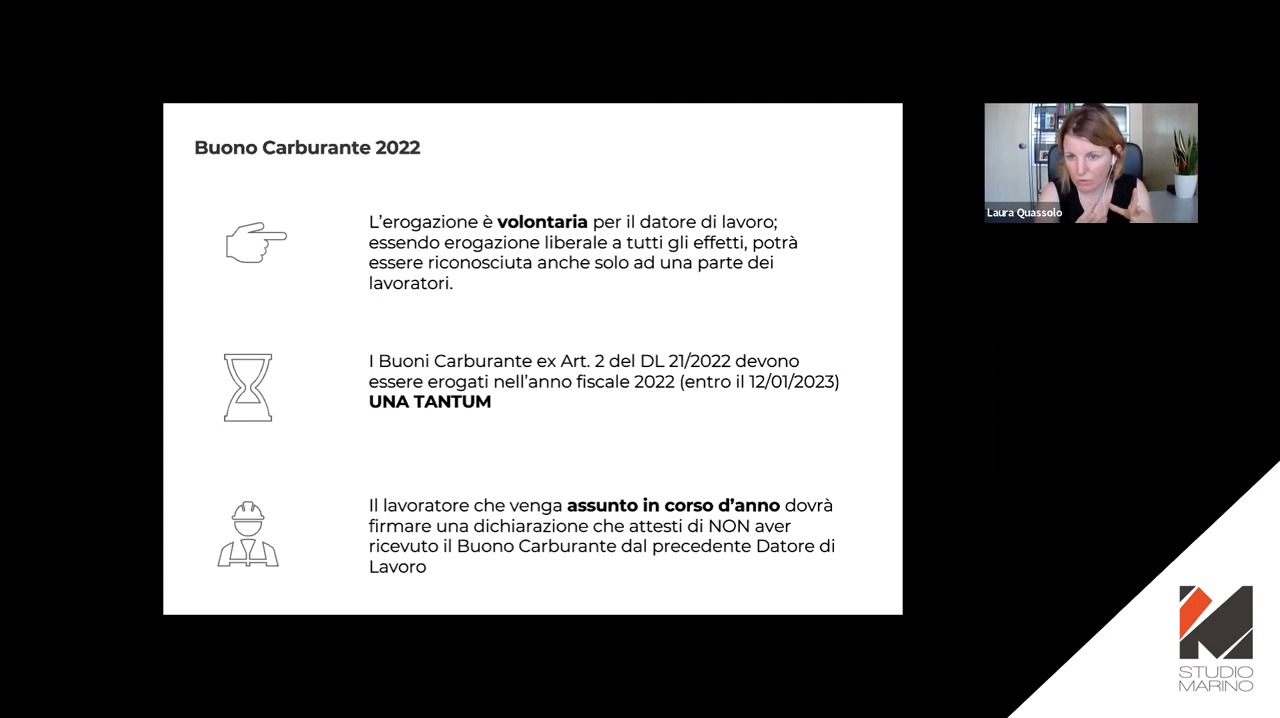 Buono Carburante 2022
L’erogazione è volontaria per il datore di lavoro;
essendo erogazione liberale a tutti gli effetti, potrà
essere riconosciuta anche solo ad una parte dei
lavoratori.
I Buoni Carburante ex Art. 2 del DL 21/2022 devono
essere erogati nell’anno fiscale 2022 (entro il 12/01/2023)
UNA TANTUM
Il lavoratore che venga assunto in corso d’anno dovrà
firmare una dichiarazione che attesti di NON aver
ricevuto il Buono Carburante dal precedente Datore di
Lavoro
Laura Quassolo
STUDIO
MARINO